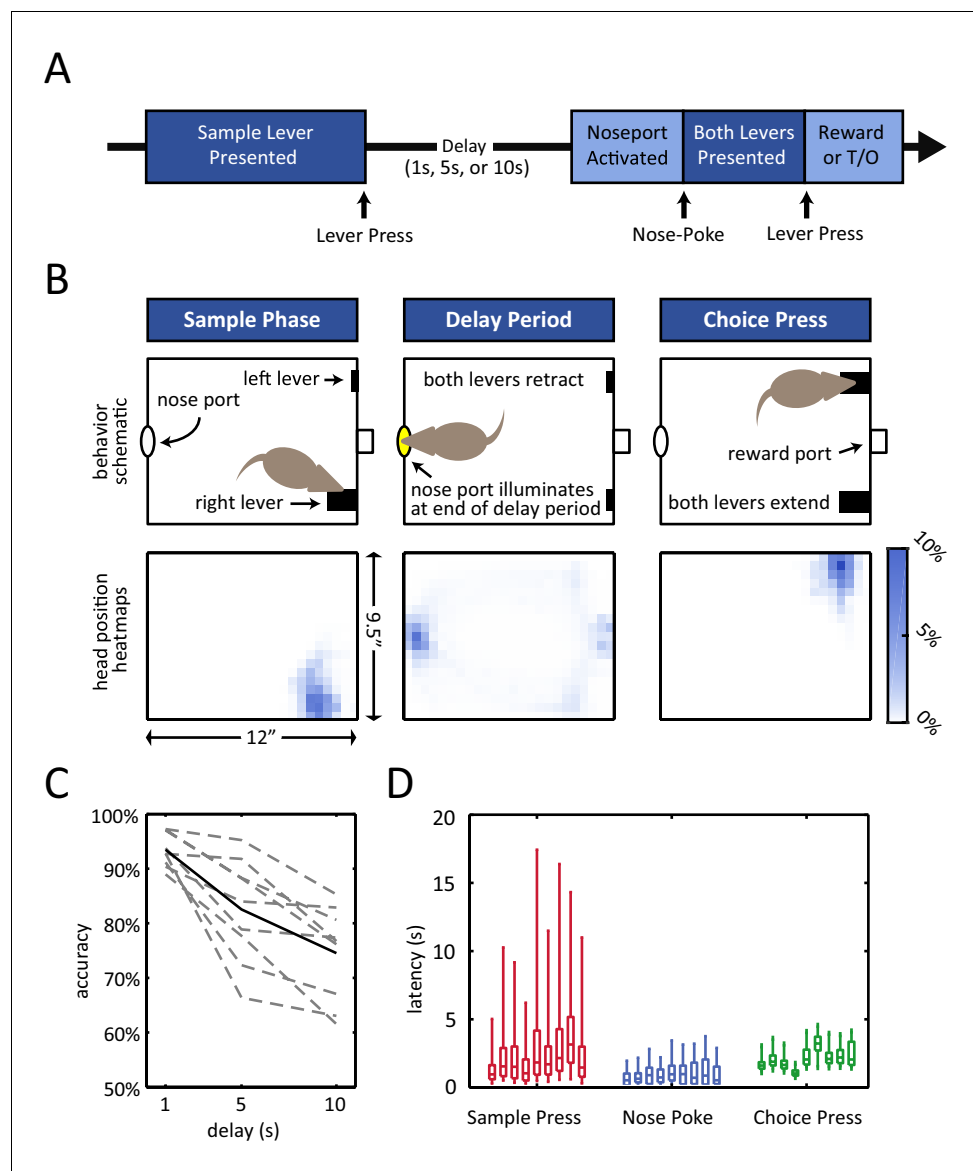 A
Sample Lever
Presented
Delay
(1s, 5s, or 10s)
Noseport
Activated
Both Levers
Presented
Reward
or T/O
Lever Press
Nose-Poke
Lever Press
B
Sample Phase
Delay Period
Choice Press
behavior
schematic
left lever
nose port
right lever
both levers retract
nose port illuminates
at end of delay period
reward port
both levers extend
head position
heatmaps
9.5”
12”
10%
5%
0%
C
100%
90%
80%
70%
60%
50%
accuracy
1
5
10
delay (s)
D
20
15
10
5
0
latency (s)
Sample Press
Nose Poke
Choice Press